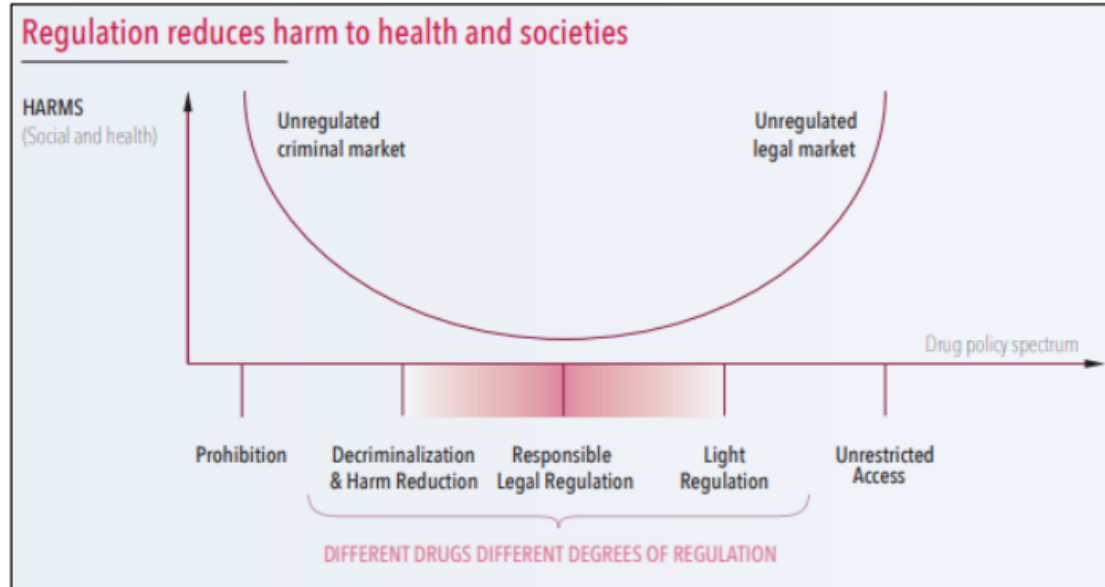 Regulation reduces harm to health and societies
HARMS
(Social and health)
Unregulated
criminal market
Unregulated
legal market
Drug policy spectrum
Prohibition
Decriminalization
& Harm Reduction
Responsible
Legal Regulation
Light
Regulation
Unrestricted
Access
DIFFERENT DRUGS DIFFERENT DEGREES OF REGULATION